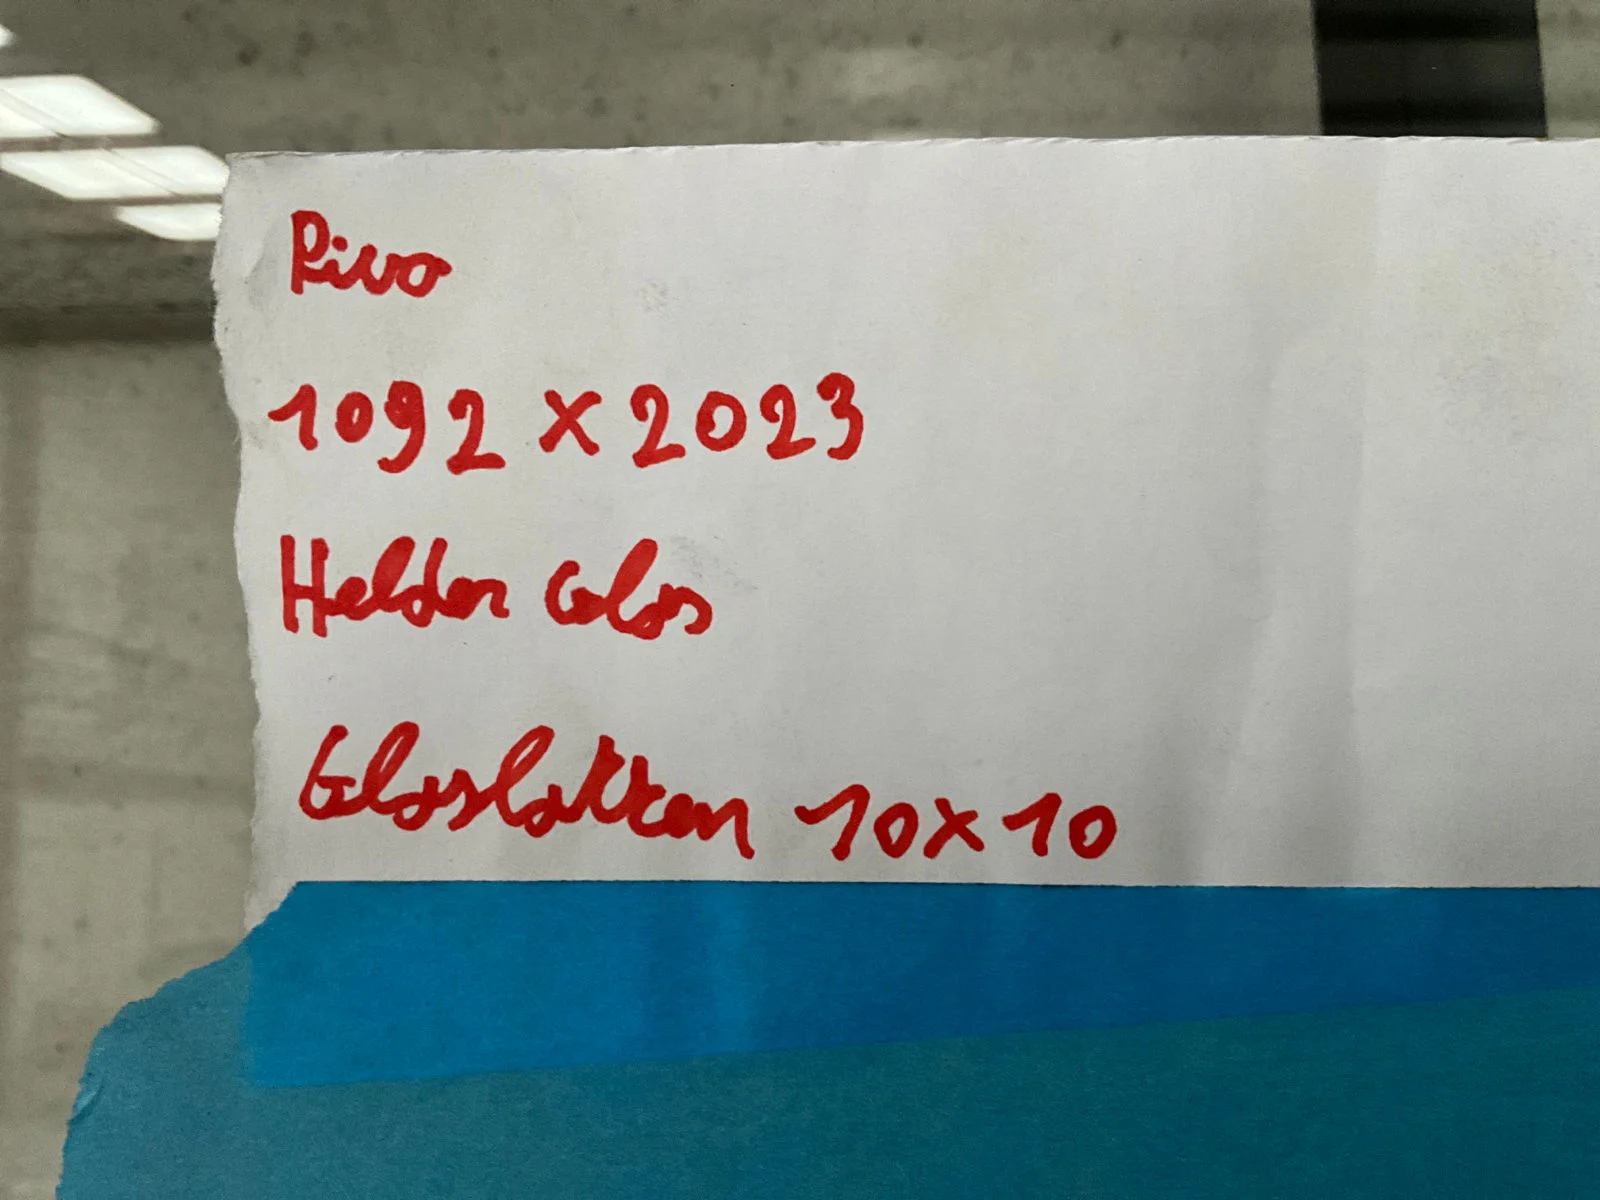 Rivo
1092 x 2023
Helder Glas
Glaslatten 10x10